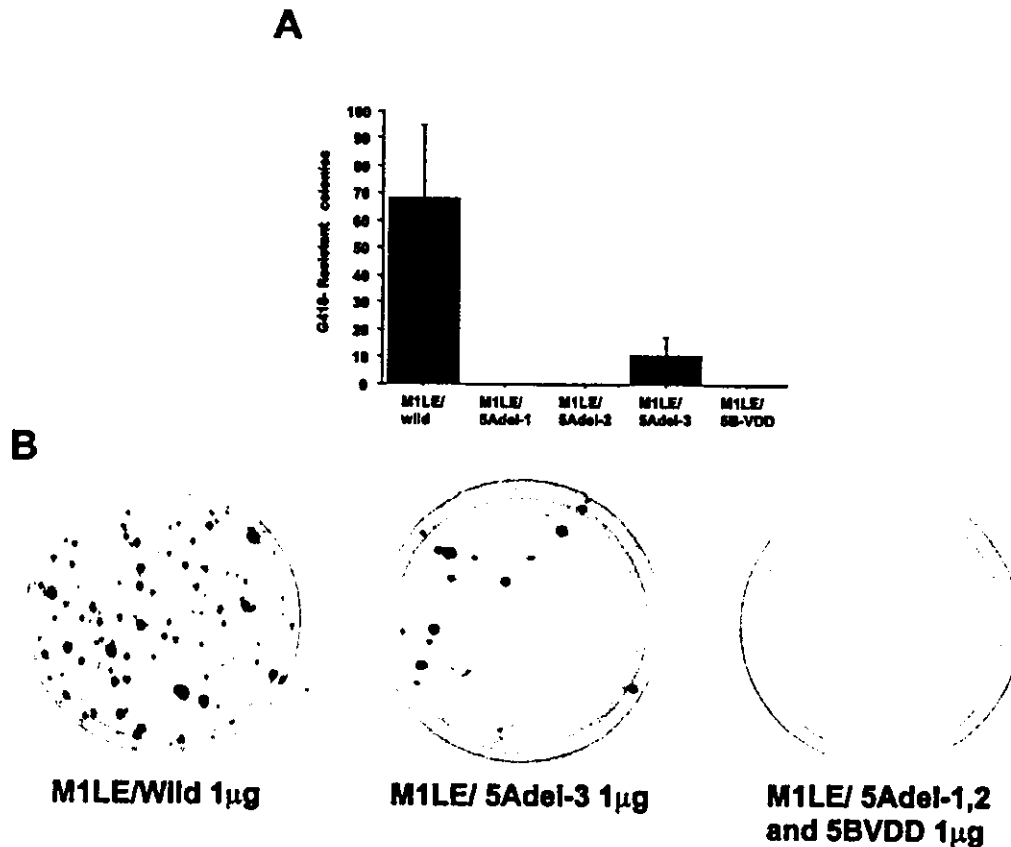 A
G418- Resistant colonies
100
90
80
70
60
50
40
30
20
10
0
M1LE/ wild
M1LE/ 5Adel-1
M1LE/ 5Adel-2
M1LE/ 5Adel-3
M1LE/ 5B-VDD
B
M1LE/Wild 1μg
M1LE/ 5Adel-3 1μg
M1LE/ 5Adel-1,2
and 5BVDD 1μg